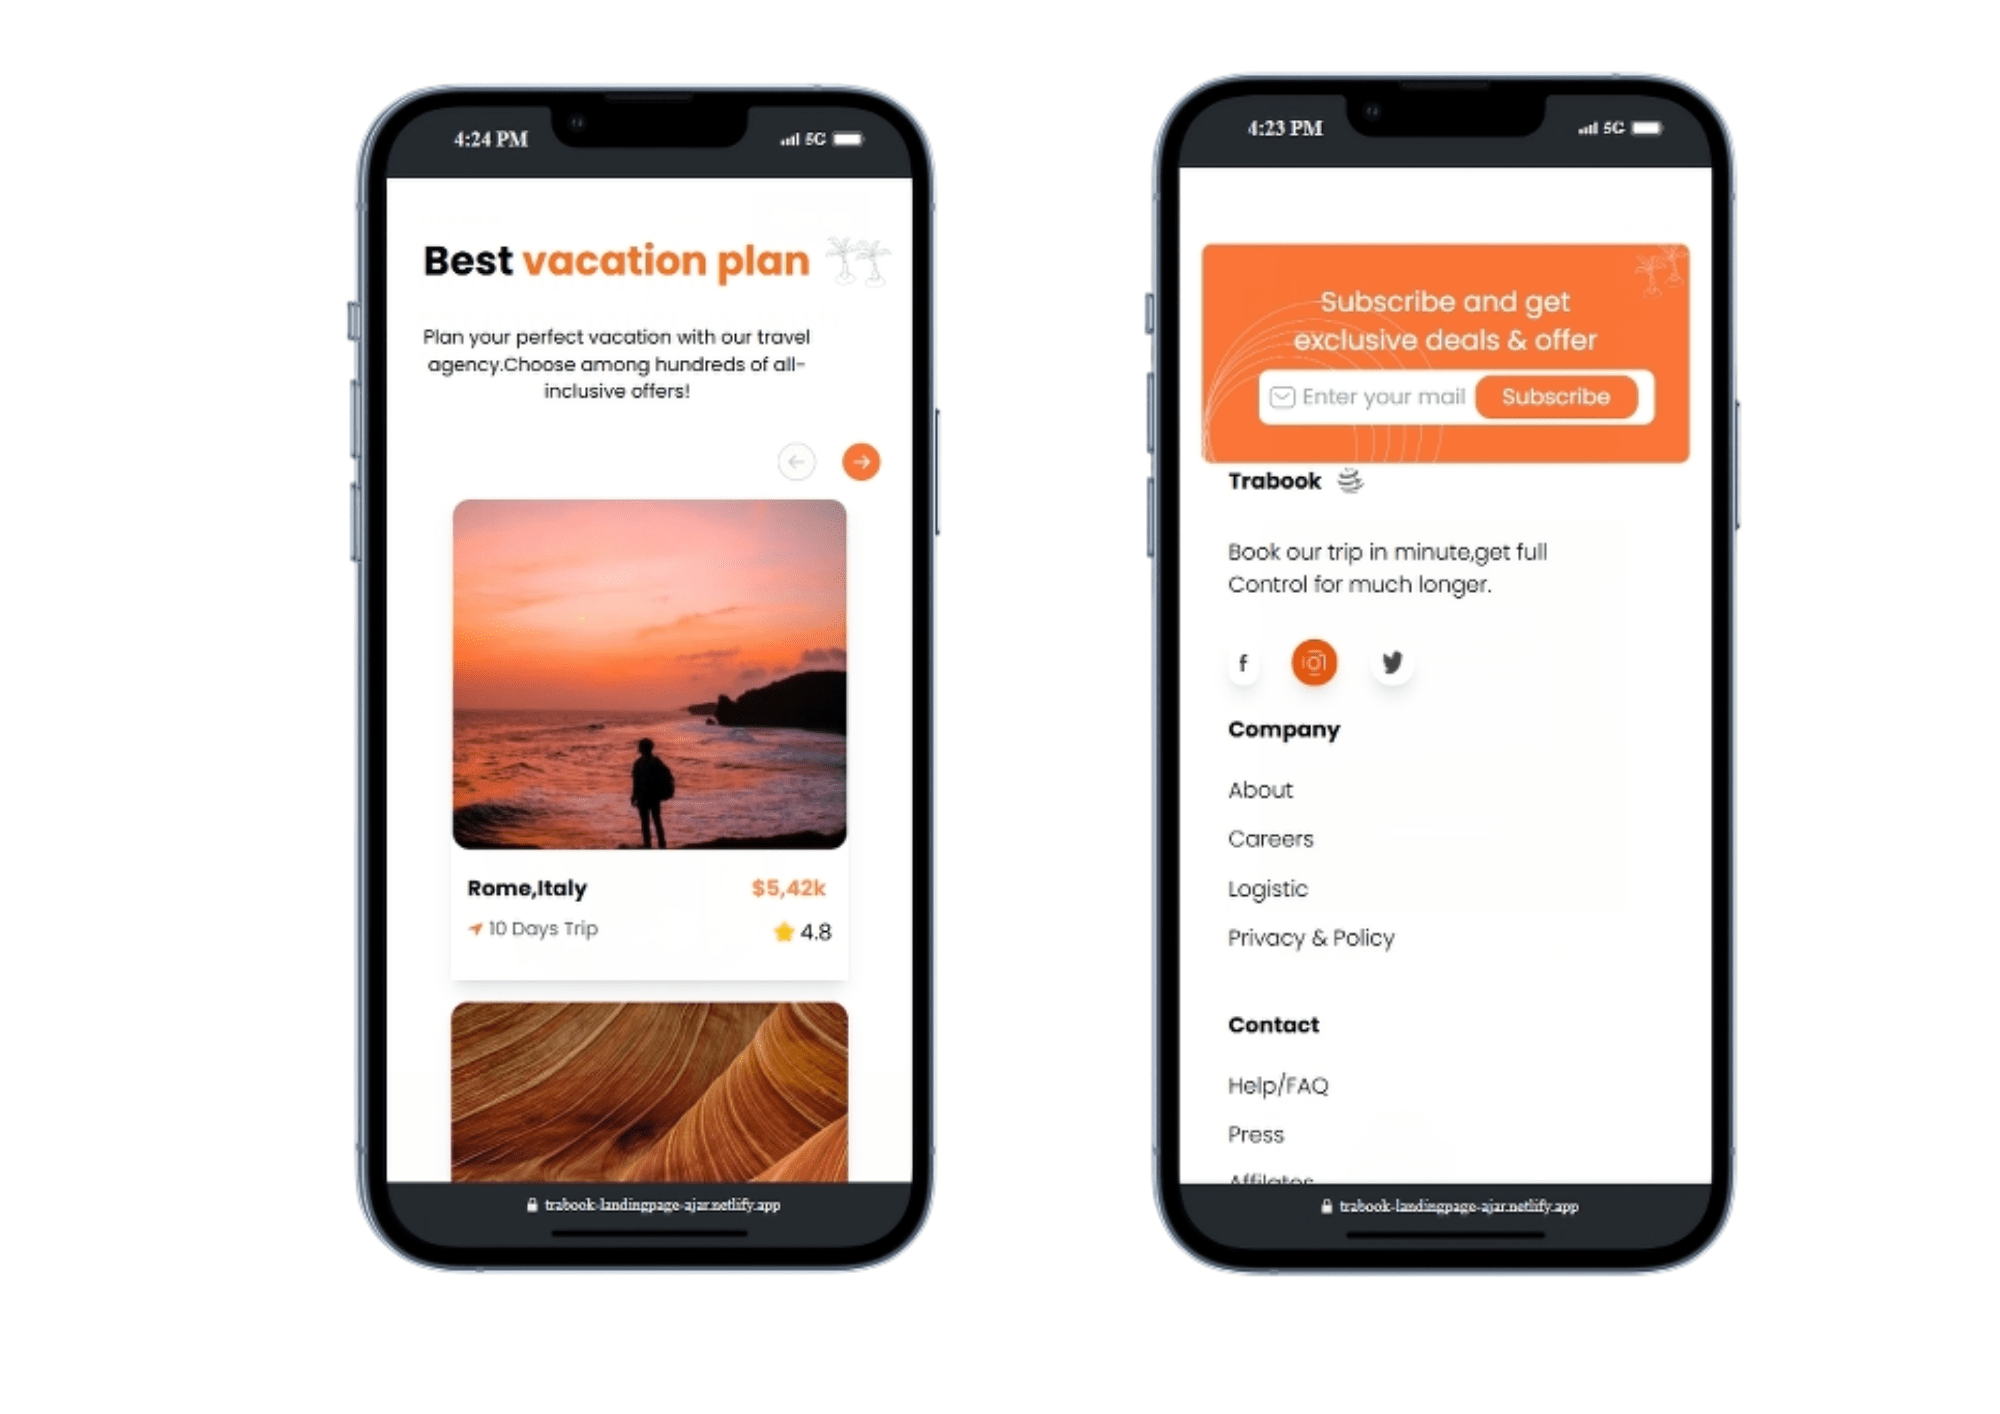 4:24 PM
5G
Best vacation plan
Plan your perfect vacation with our travel
agency.Choose among hundreds of all-
inclusive offers!
Rome,Italy
$5,42k
10 Days Trip
4.8
trabook-landingpage-ajar.netlify.app
4:23 PM
5G
Subscribe and get
exclusive deals & offer
Enter your mail
Subscribe
Trabook
Book our trip in minute,get full
Control for much longer.
Company
About
Careers
Logistic
Privacy & Policy
Contact
Help/FAQ
Press
Affilates
trabook-landingpage-ajar.netlify.app